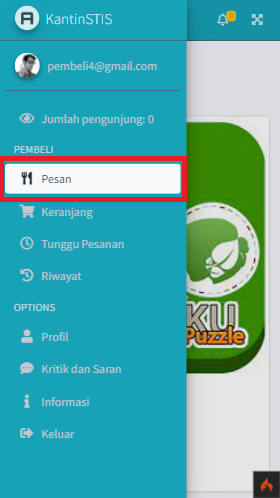 KantinSTIS
pembeli4@gmail.com
Jumlah pengunjung: 0
PEMBELI
Pesan
Keranjang
Tunggu Pesanan
Riwayat
OPTIONS
Profil
Kritik dan Saran
Informasi
Keluar
KU
Puzzle